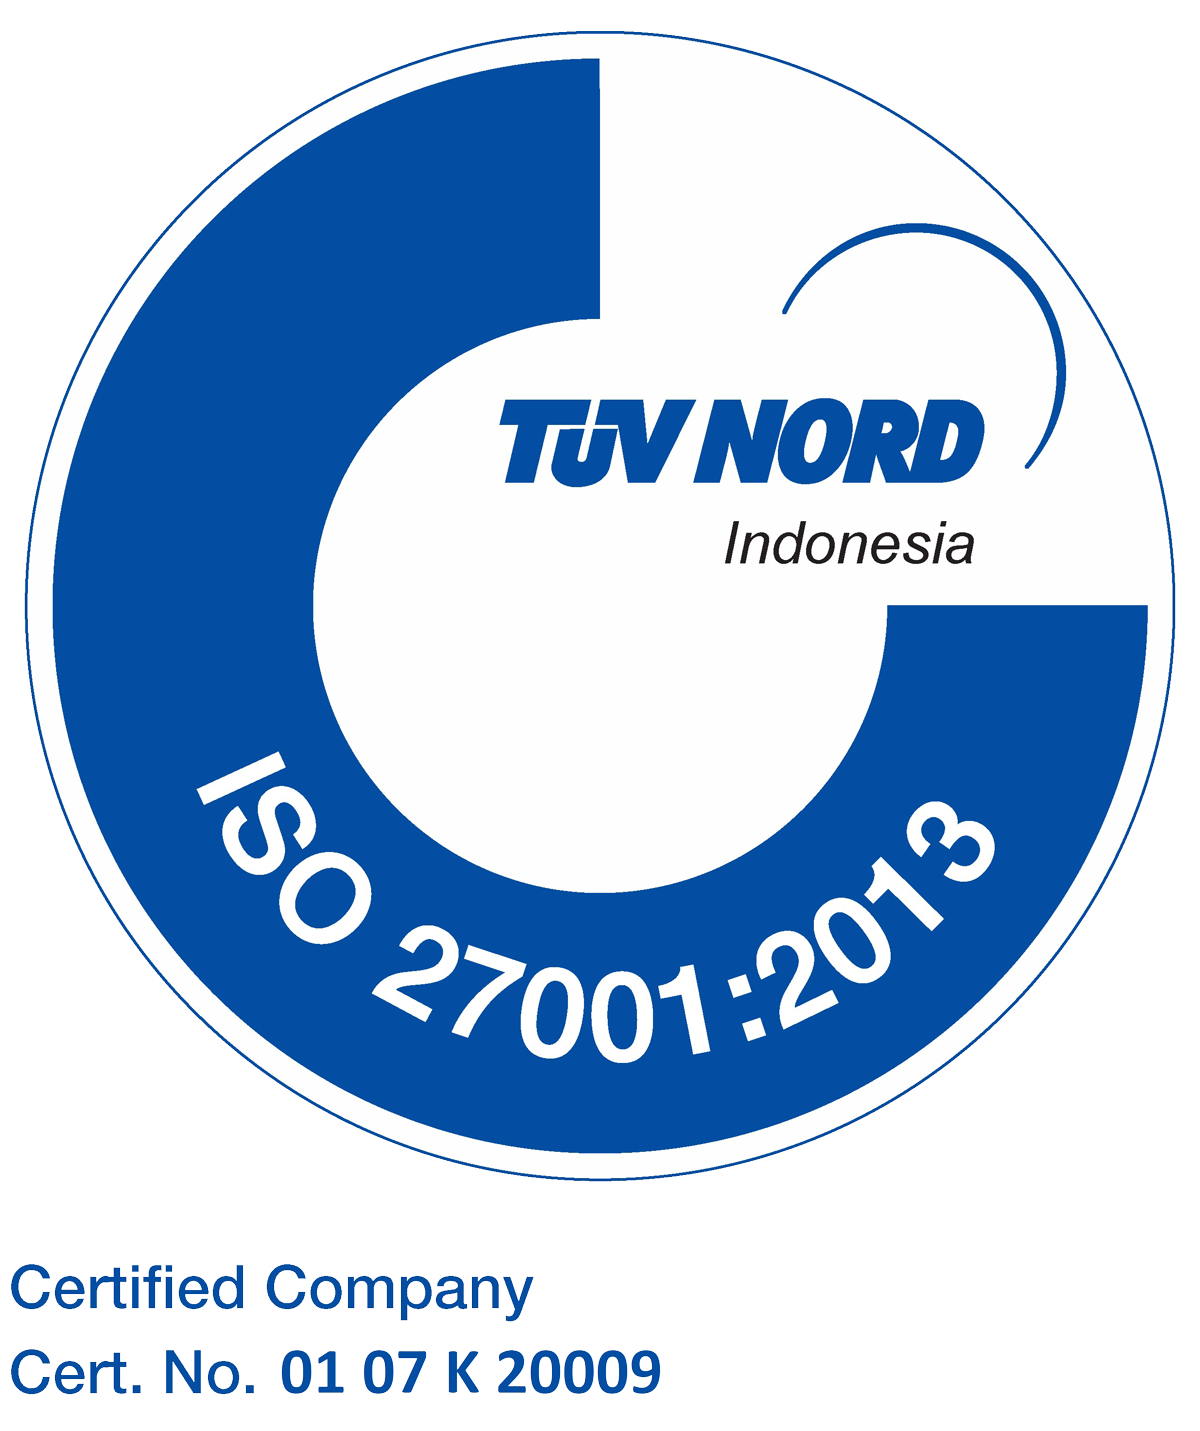 TÜV NORD
Indonesia
ISO 27001:2013
Certified Company
Cert. No. 01 07 K 20009